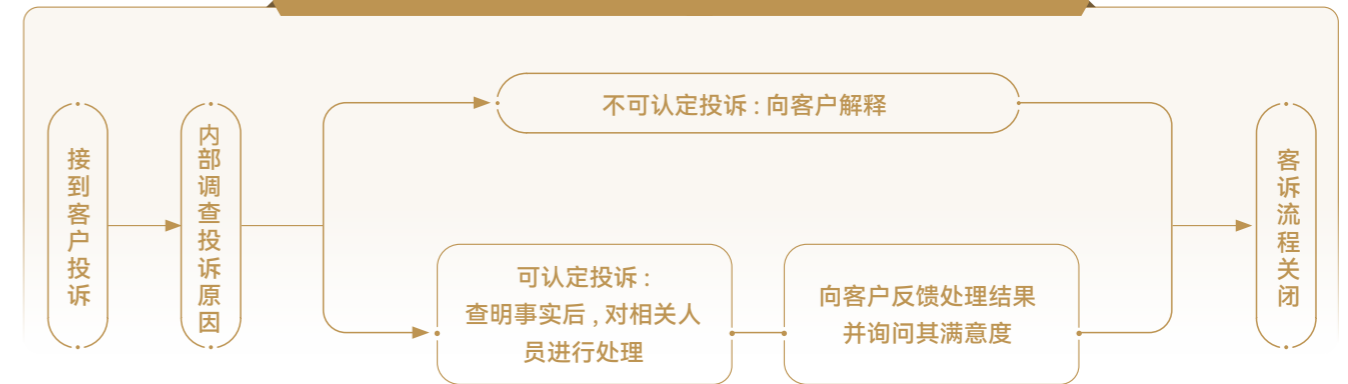 接到客户投诉
内部调查投诉原因
不可认定投诉：向客户解释
可认定投诉：
查明事实后，对相关人
员进行处理
向客户反馈处理结果
并询问其满意度
客诉流程关闭